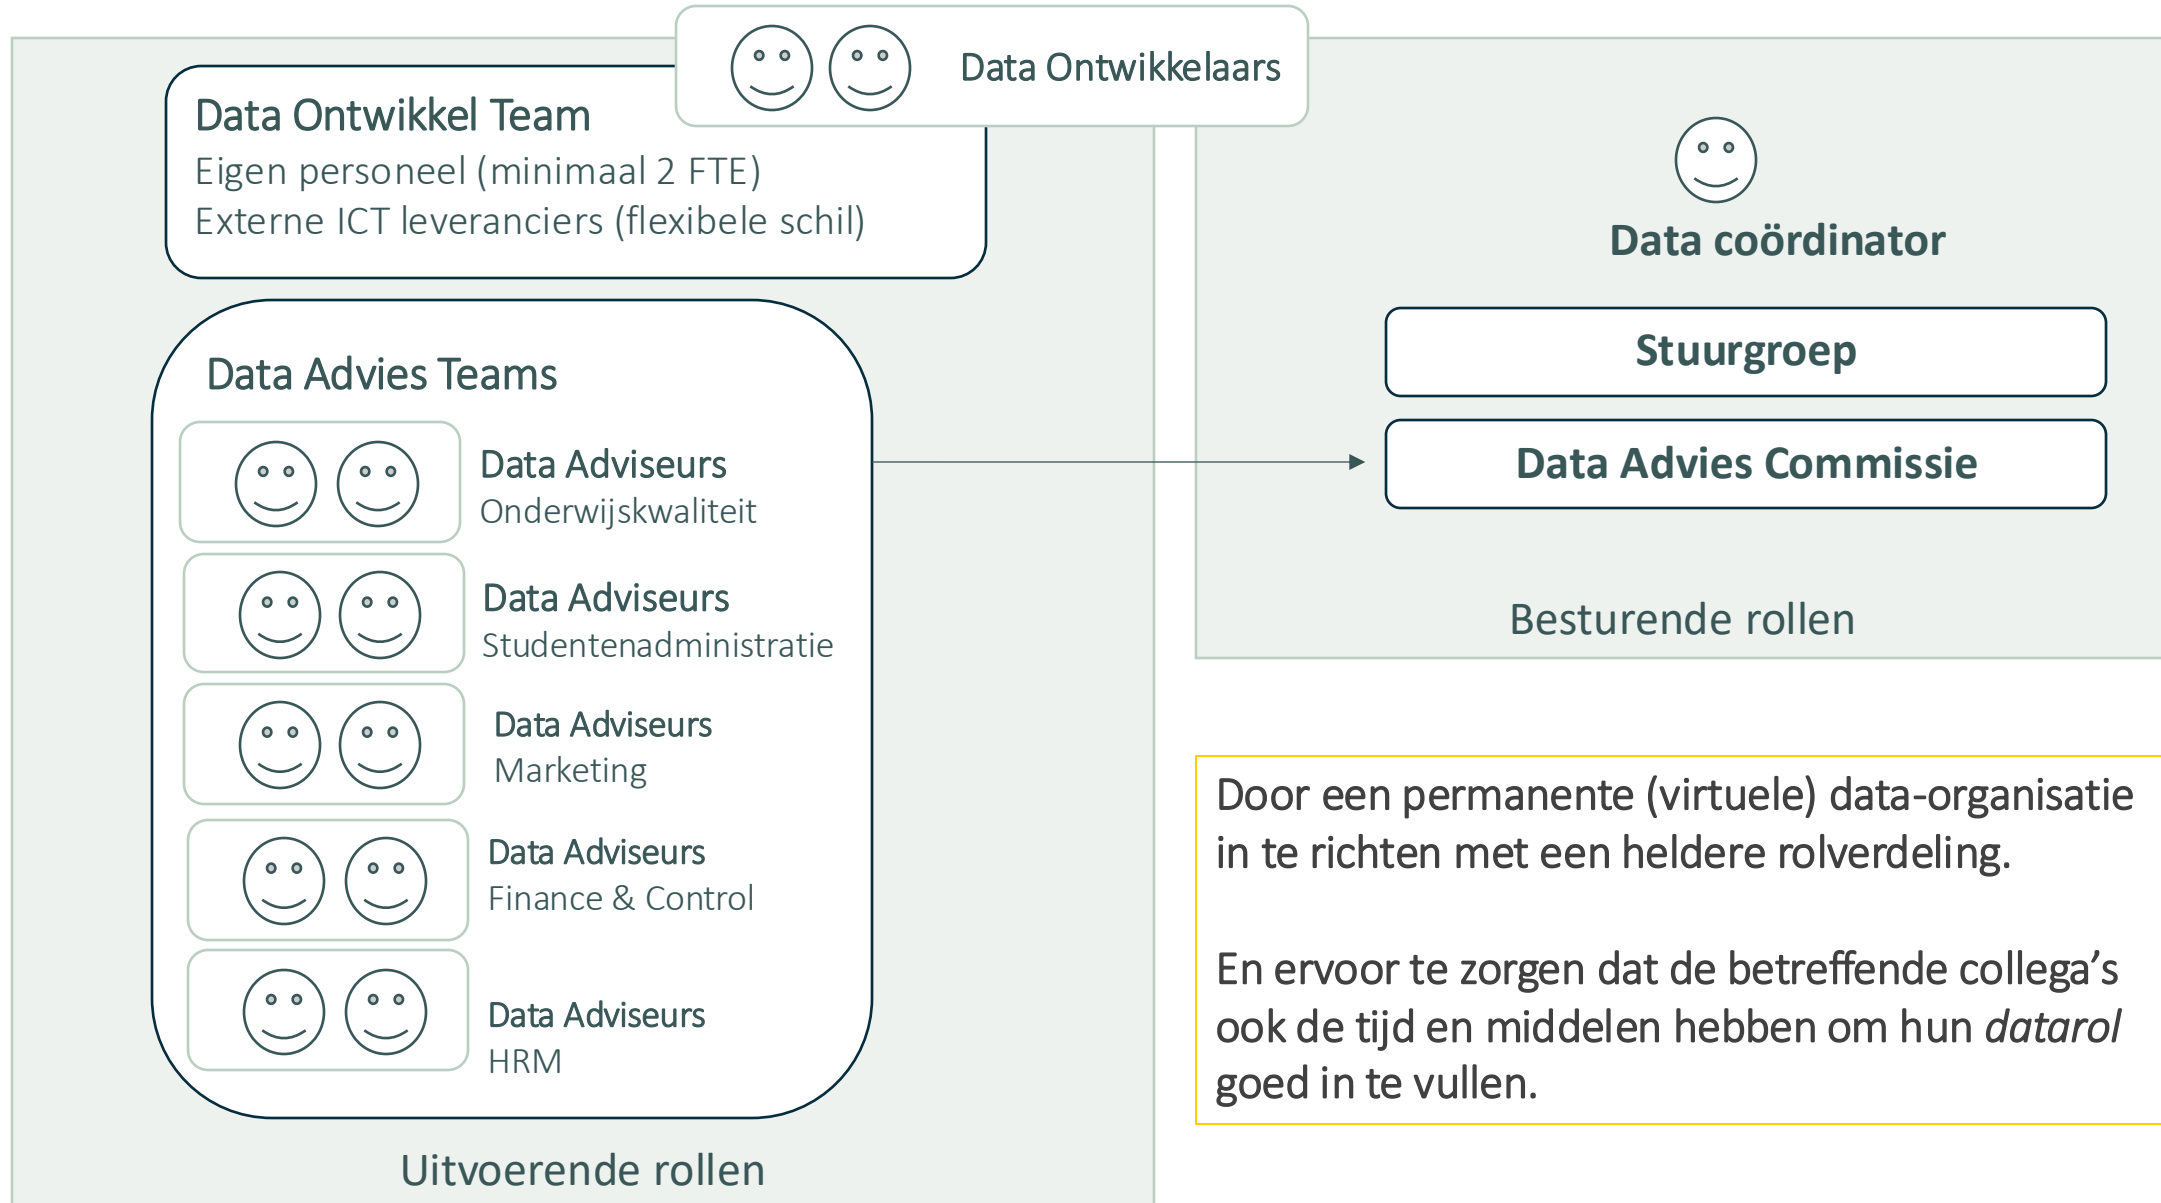 Data Ontwikkelaars
Data Ontwikkel Team
Eigen personeel (minimaal 2 FTE)
Externe ICT leveranciers (flexibele schil)
Data Advies Teams
Data Adviseurs
Onderwijskwaliteit
Data Adviseurs
Studentenadministratie
Data Adviseurs
Marketing
Data Adviseurs
Finance & Control
Data Adviseurs
HRM
Uitvoerende rollen
Data coördinator
Stuurgroep
Data Advies Commissie
Besturende rollen
Door een permanente (virtuele) data-organisatie
in te richten met een heldere rolverdeling.
En ervoor te zorgen dat de betreffende collega’s
ook de tijd en middelen hebben om hun datarol
goed in te vullen.